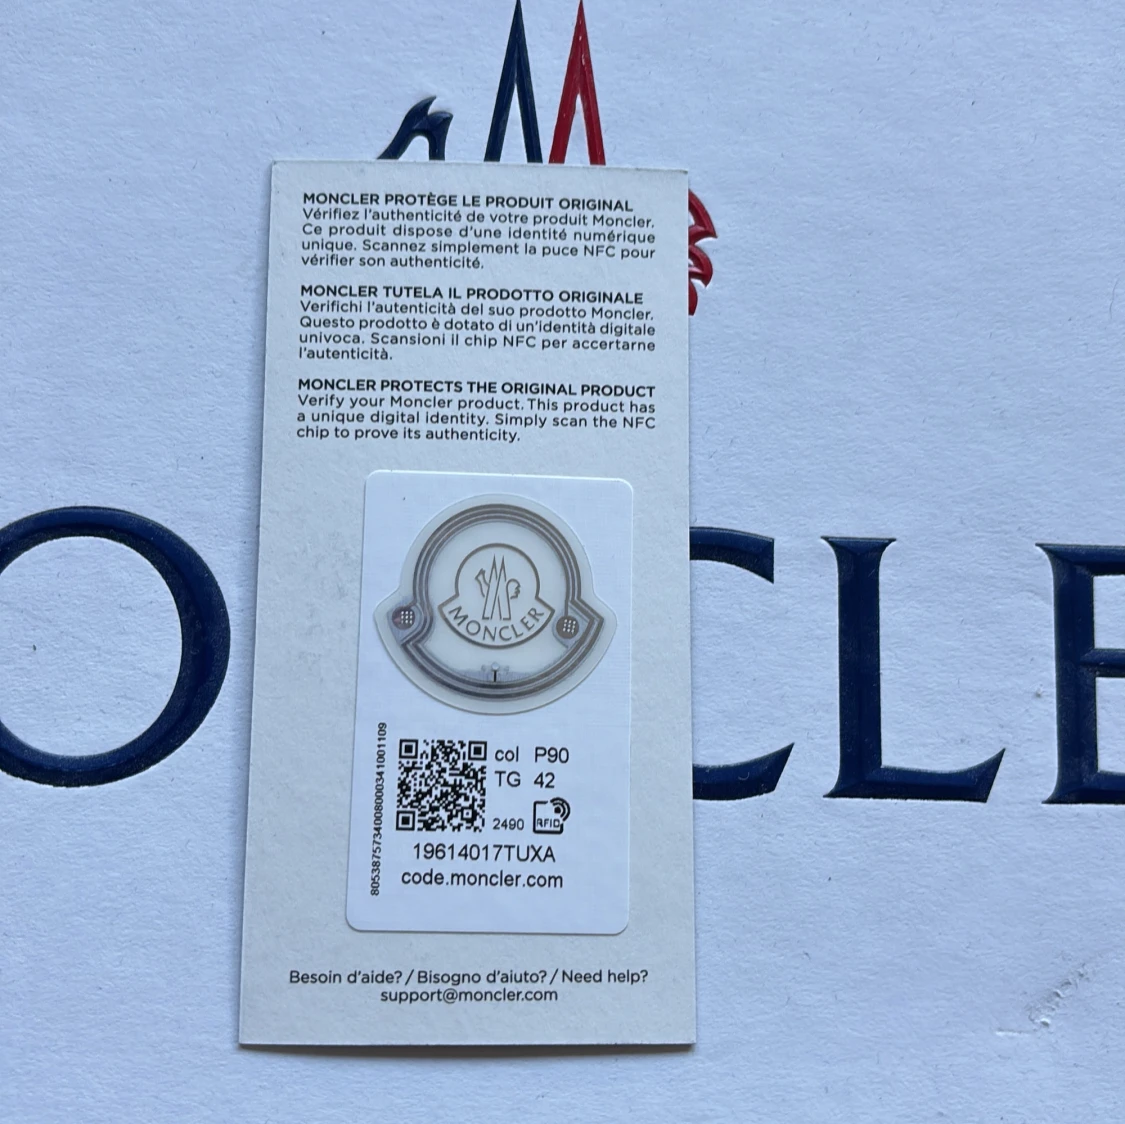 MONCLER PROTÈGE LE PRODUIT ORIGINAL
Vérifiez l'authenticité de votre produit Moncler.
Ce produit dispose d'une identité numérique
unique. Scannez simplement la puce NFC pour
vérifier son authenticité.
MONCLER TUTELA IL PRODOTTO ORIGINALE
Verifichi l'autenticità del suo prodotto Moncler.
Questo prodotto è dotato di un'identità digitale
univoca. Scansioni il chip NFC per accertarne
l'autenticità.
MONCLER PROTECTS THE ORIGINAL PRODUCT
Verify your Moncler product. This product has
a unique digital identity. Simply scan the NFC
chip to prove its authenticity.
MONCLER
O CLE
8053875734008000341001109
col P90
TG 42
2490 RFID
19614017TUXA
code.moncler.com
Besoin d'aide? / Bisogno d'aiuto? / Need help?
support@moncler.com